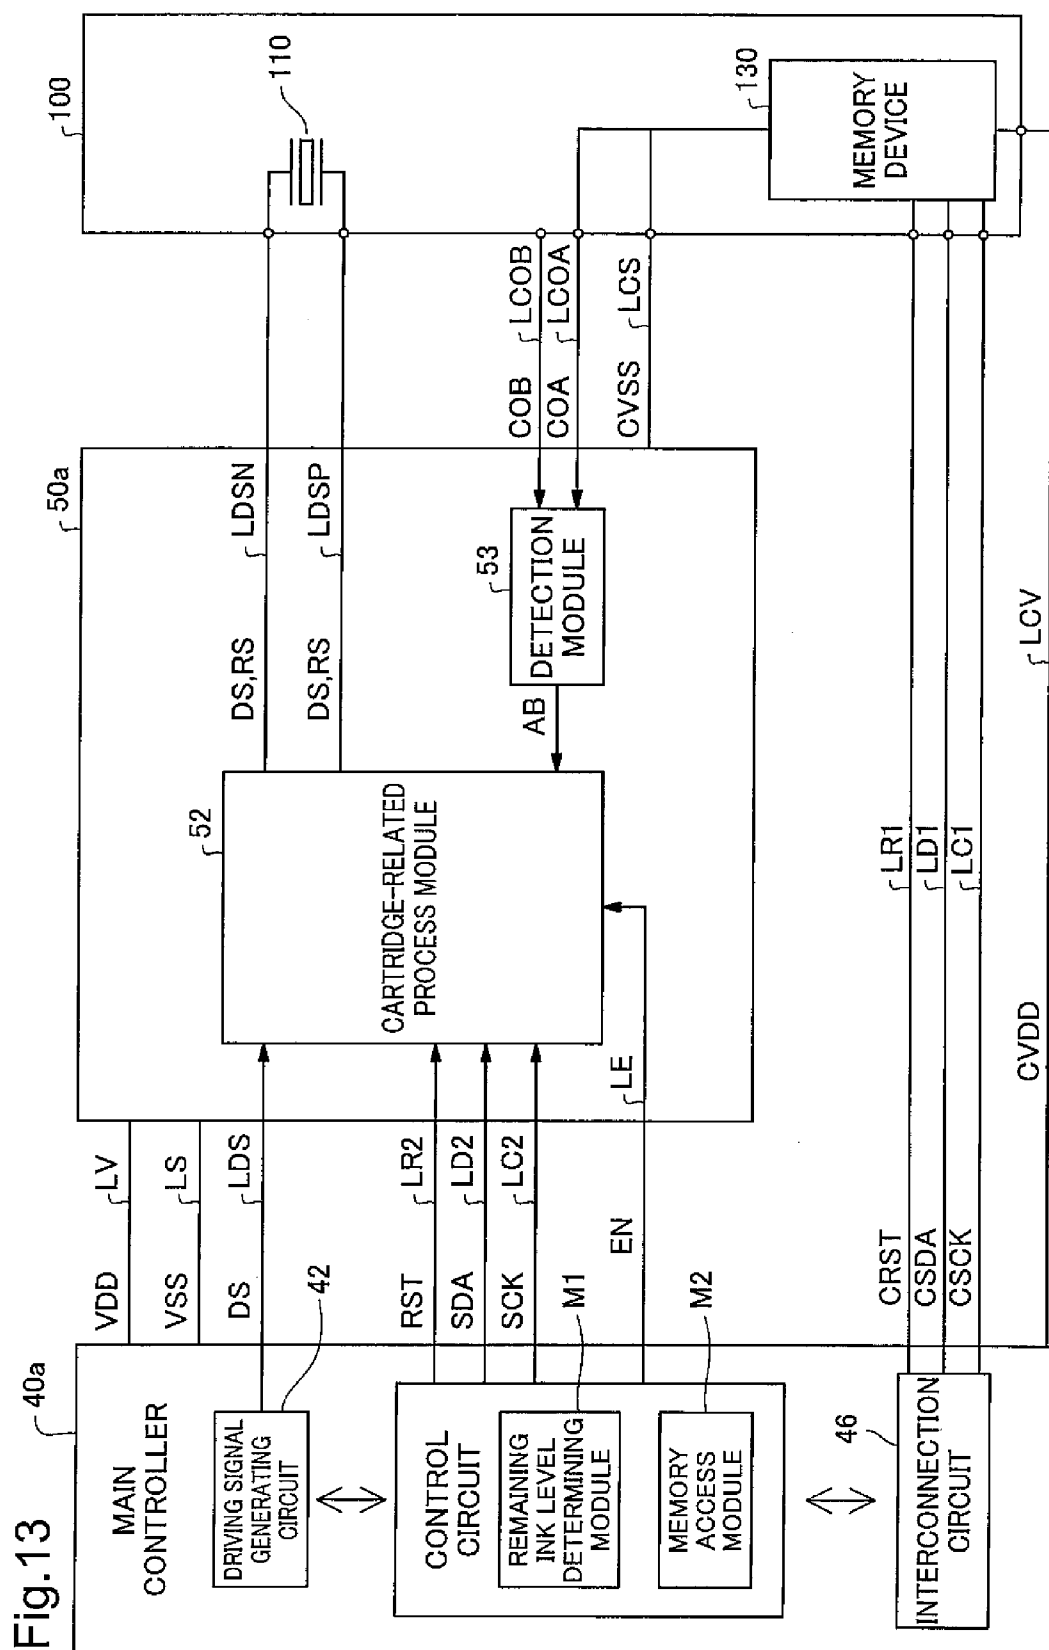 Fig.13
40a
MAIN
CONTROLLER
DRIVING SIGNAL
GENERATING
CIRCUIT
42
CONTROL
CIRCUIT
REMAINING
INK LEVEL
DETERMINING
MODULE
M1
MEMORY
ACCESS
MODULE
M2
46
INTERCONNECTION
CIRCUIT
VDD
LV
VSS
LS
DS
LDS
RST
LR2
SDA
LD2
SCK
LC2
EN
LE
CRST
LR1
CSDA
LD1
CSCK
LC1
CVDD
LCV
50a
52
CARTRIDGE-RELATED
PROCESS MODULE
DS,RS
LDSN
DS,RS
LDSP
AB
53
DETECTION
MODULE
COB
LCOB
COA
LCOA
CVSS
LCS
100
110
130
MEMORY
DEVICE